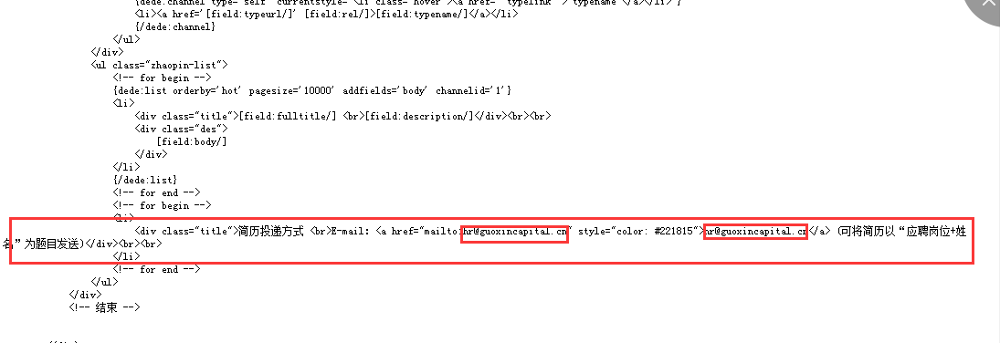 {dede:channel type='self' currentstyle='<li class='hover'><a href='~typelink~'>~typename~</a></li>'}
<li><a href='[field:typeurl/]' [field:rel/]>[field:typename/]</a></li>
{/dede:channel}
</ul>
</div>
<ul class="zhaopin-list">
<!-- for begin -->
{dede:list orderby='hot' pagesize='10000' addfields='body' channelid='1'}
<li>
<div class="title">[field:fulltitle/] <br>[field:description/]</div><br><br>
<div class="des">
[field:body/]
</div>
</li>
{/dede:list}
<!-- for end -->
<!-- for begin -->
<li>
<div class="title">简历投递方式 <br>E-mail: <a href="mailto:hr@guoxincapital.cn" style="color: #221815">hr@guoxincapital.cn</a> (可将简历以“应聘岗位+姓
名”为题目发送)</div><br><br>
</li>
<!-- for end -->
</ul>
</div>
<!-- 结束 -->